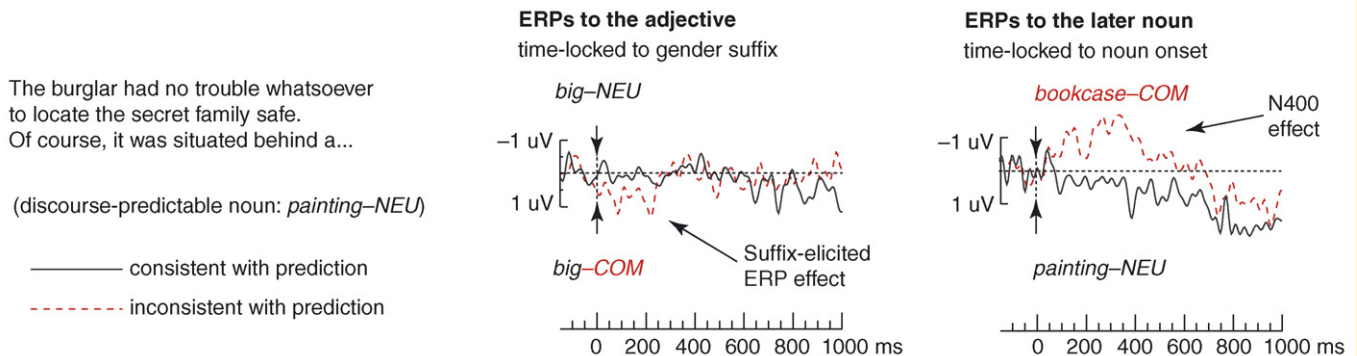 ERPs to the adjective
time-locked to gender suffix
ERPs to the later noun
time-locked to noun onset
The burglar had no trouble whatsoever
to locate the secret family safe.
Of course, it was situated behind a...
(discourse-predictable noun: painting–NEU)
consistent with prediction
inconsistent with prediction
big–NEU
–1 uV
1 uV
big–COM
Suffix-elicited
ERP effect
0 200 400 600 800 1000 ms
bookcase–COM
N400
effect
–1 uV
1 uV
painting–NEU
0 200 400 600 800 1000 ms